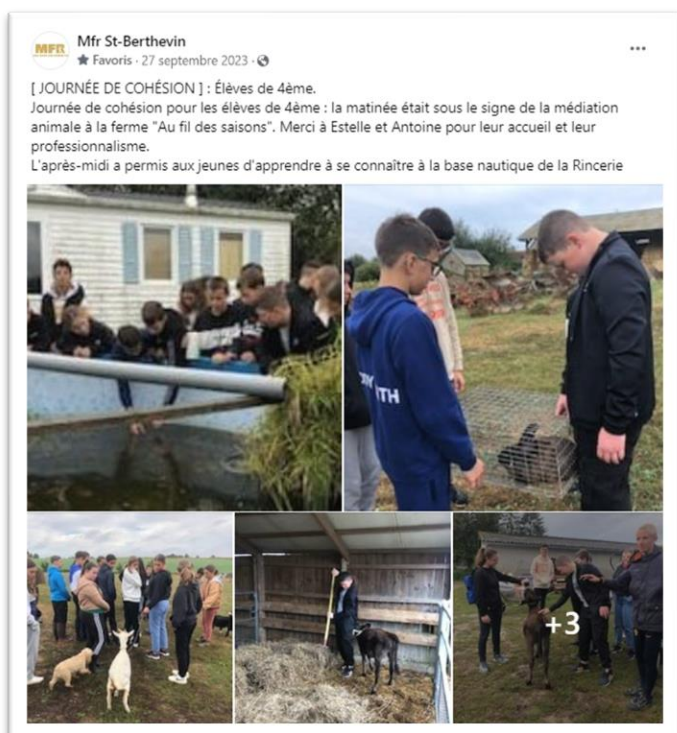 MFR
Mfr St-Berthevin
Favoris · 27 septembre 2023 ·
[ JOURNÉE DE COHÉSION ] : Élèves de 4ème.
Journée de cohésion pour les élèves de 4ème : la matinée était sous le signe de la médiation
animale à la ferme "Au fil des saisons". Merci à Estelle et Antoine pour leur accueil et leur
professionnalisme.
L'après-midi a permis aux jeunes d'apprendre à se connaître à la base nautique de la Rincerie
+3